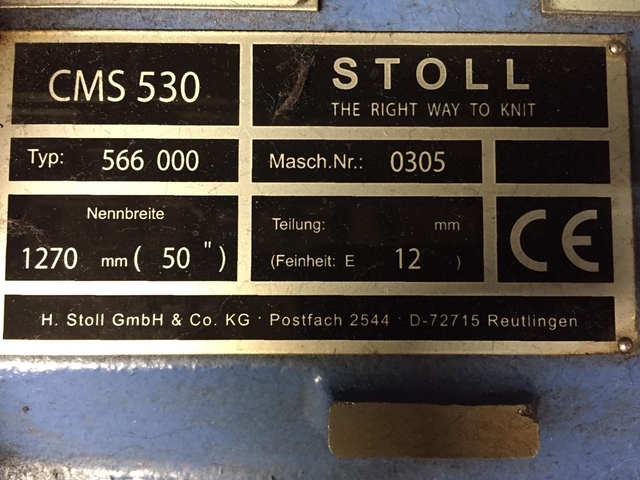 CMS 530
STOLL
THE RIGHT WAY TO KNIT
Typ: 566 000
Masch.Nr.: 0305
Nennbreite
1270 mm ( 50 " )
Teilung: mm
(Feinheit: E 12 )
CE
H. Stoll GmbH & Co. KG · Postfach 2544 · D-72715 Reutlingen